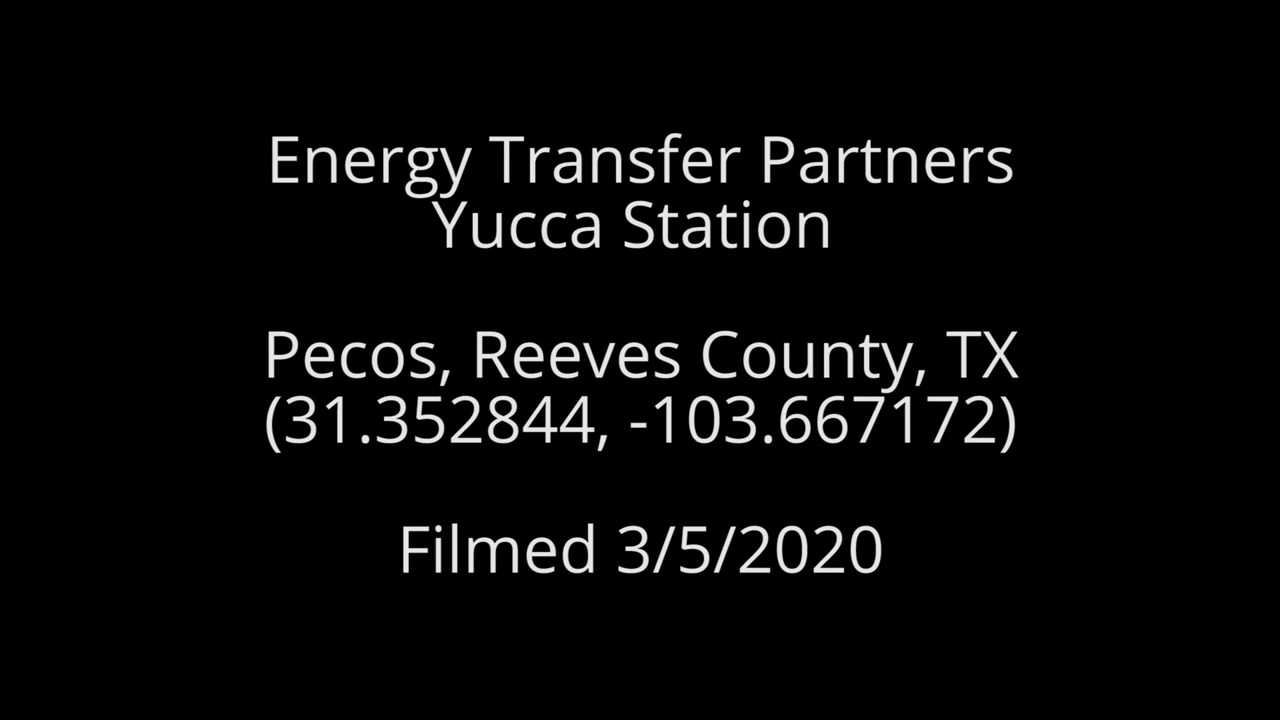 Energy Transfer Partners
Yucca Station
Pecos, Reeves County, TX
(31.352844, -103.667172)
Filmed 3/5/2020